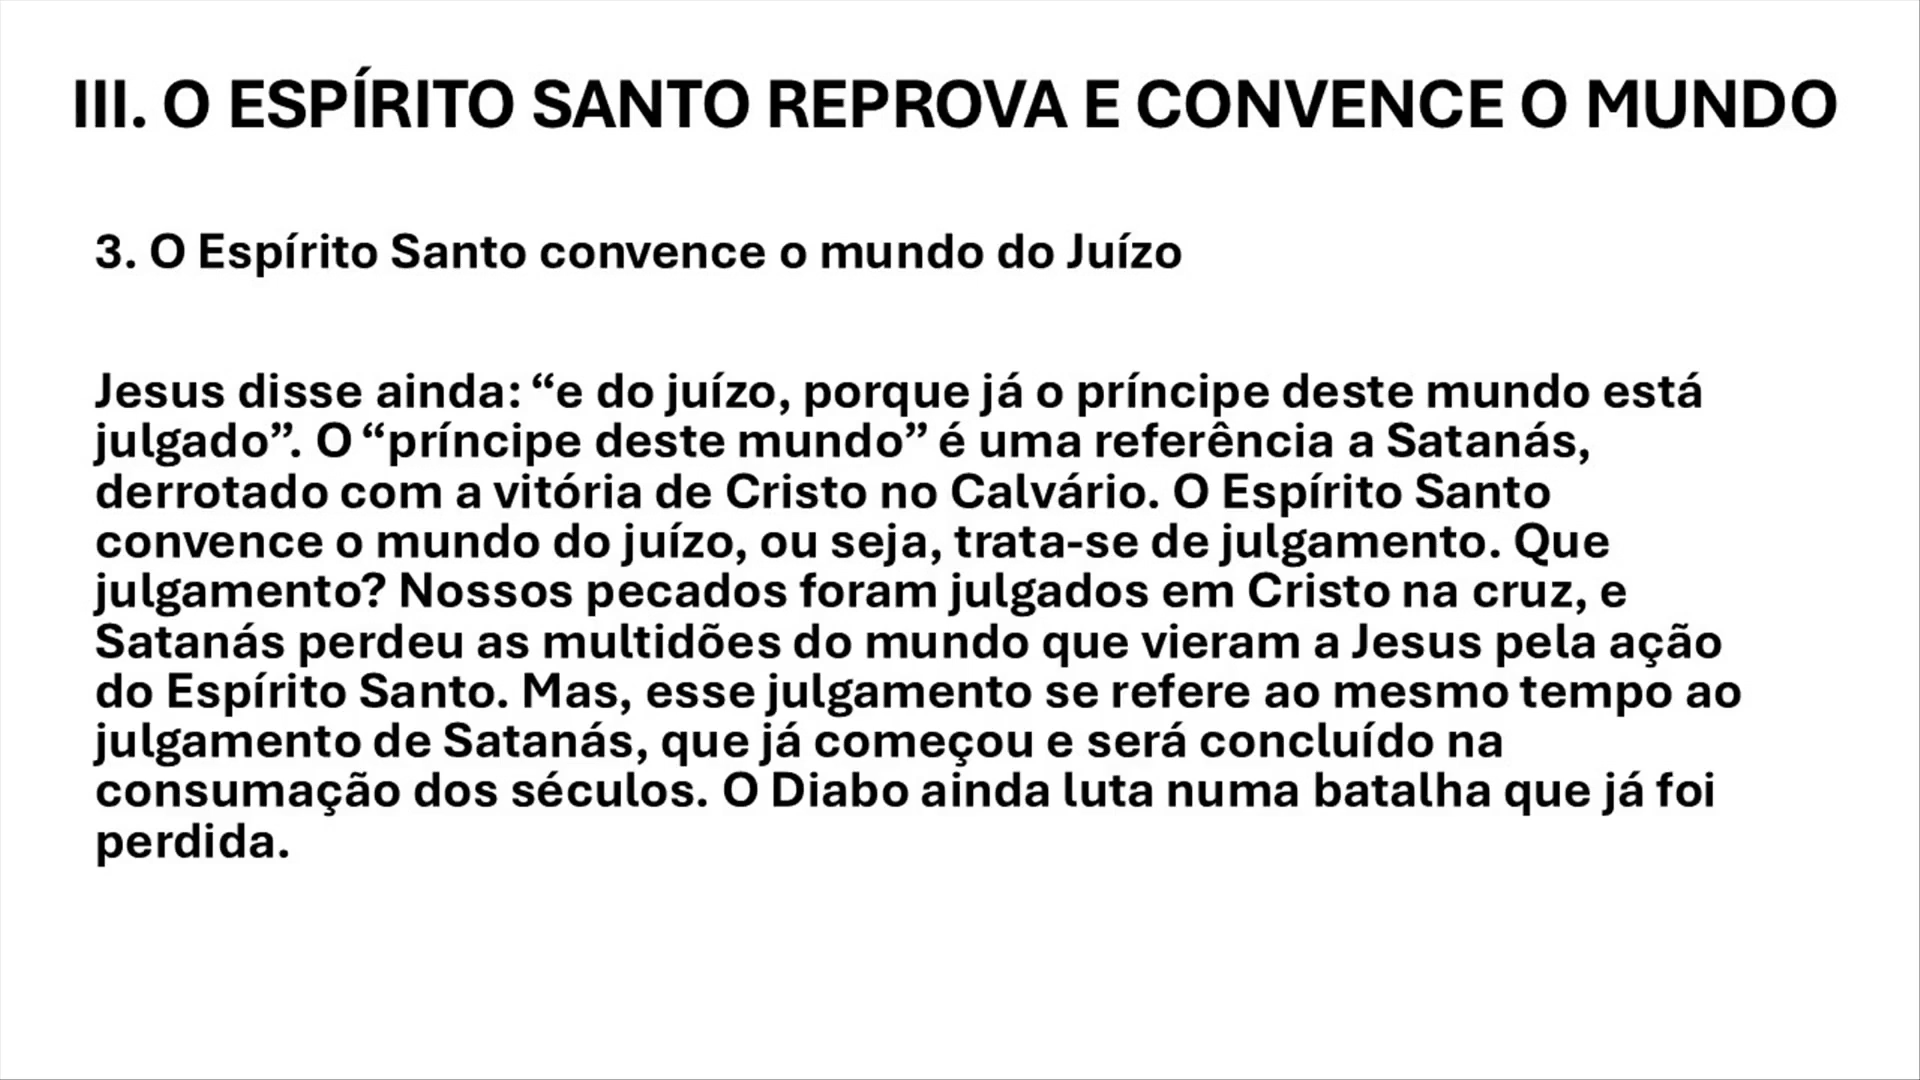 III. O ESPÍRITO SANTO REPROVA E CONVENCE O MUNDO
3. O Espírito Santo convence o mundo do Juízo
Jesus disse ainda: “e do juízo, porque já o príncipe deste mundo está
julgado”. O “príncipe deste mundo” é uma referência a Satanás,
derrotado com a vitória de Cristo no Calvário. O Espírito Santo
convence o mundo do juízo, ou seja, trata-se de julgamento. Que
julgamento? Nossos pecados foram julgados em Cristo na cruz, e
Satanás perdeu as multidões do mundo que vieram a Jesus pela ação
do Espírito Santo. Mas, esse julgamento se refere ao mesmo tempo ao
julgamento de Satanás, que já começou e será concluído na
consumação dos séculos. O Diabo ainda luta numa batalha que já foi
perdida.